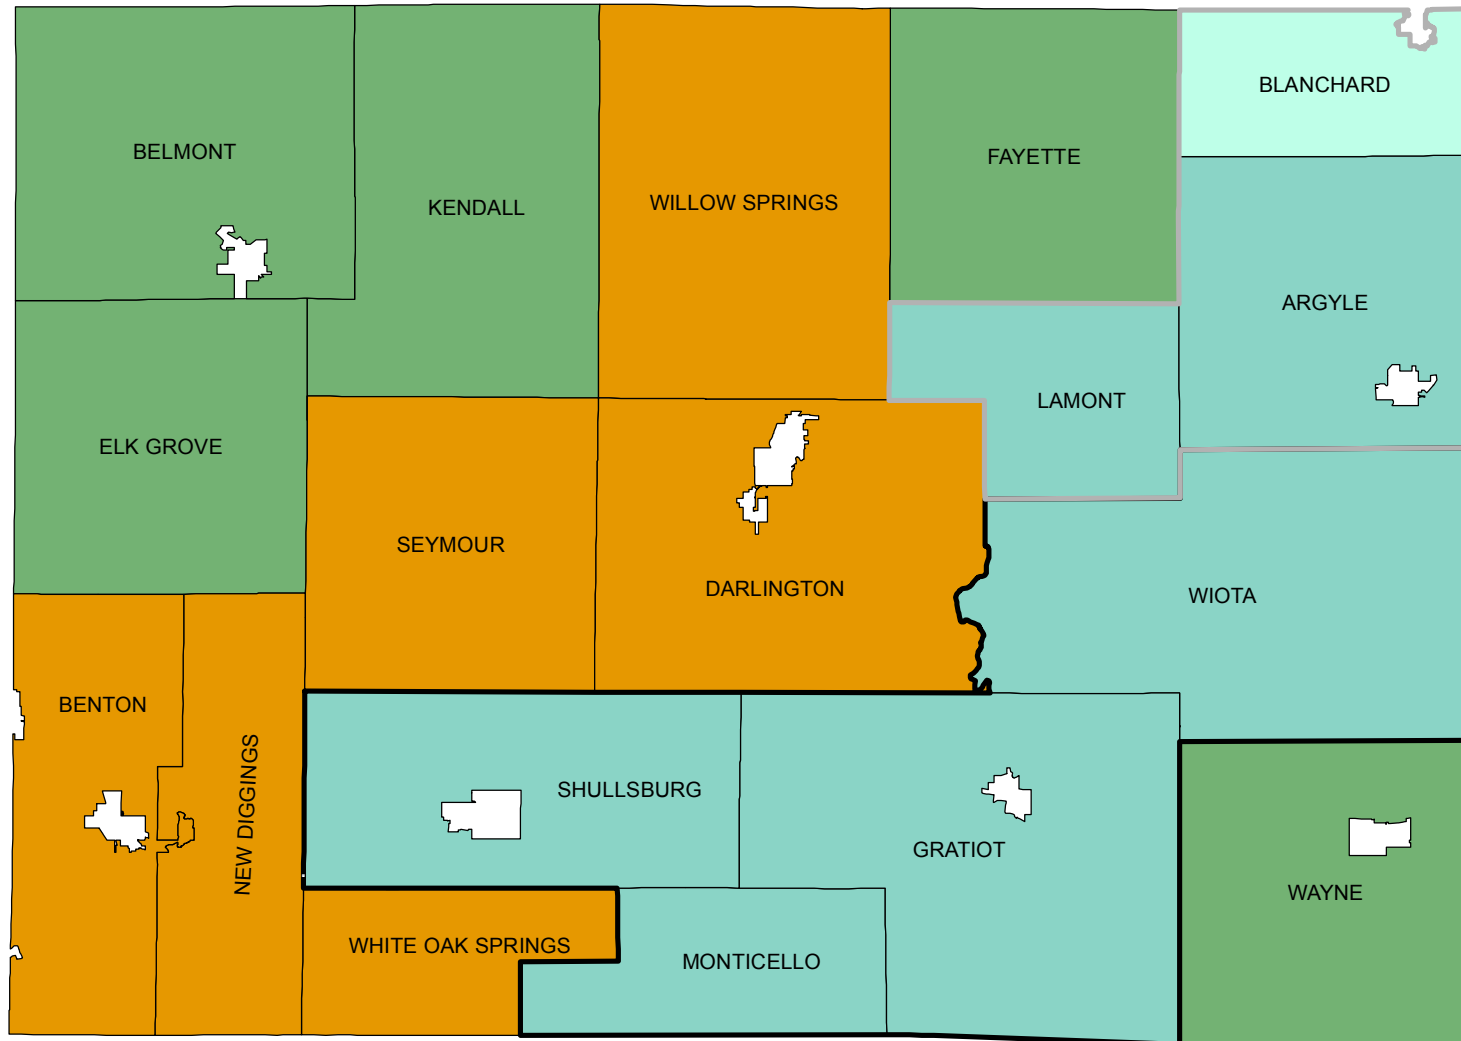 BLANCHARD
BELMONT
FAYETTE
KENDALL
WILLOW SPRINGS
ARGYLE
LAMONT
ELK GROVE
SEYMOUR
DARLINGTON
WIOTA
BENTON
NEW DIGGINGS
SHULLSBURG
GRATIOT
WAYNE
WHITE OAK SPRINGS
MONTICELLO